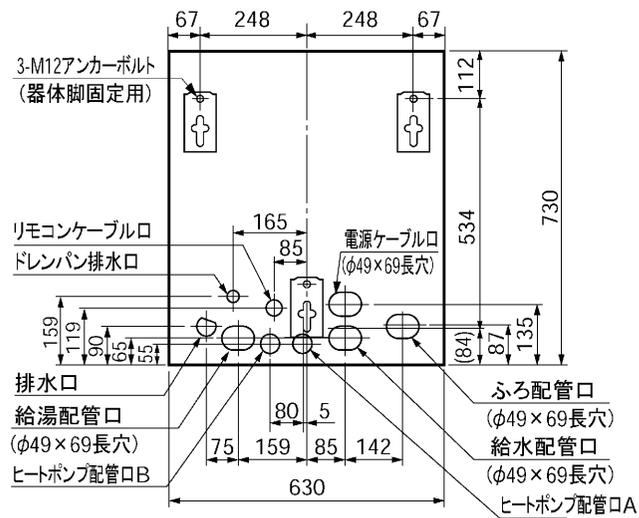 67 248 248 67
3-M12アンカーボルト
(器体脚固定用)
112
534
730
リモコンケーブル口
165
85
電源ケーブル口
(φ49×69長穴)
ドレンパン排水口
159
119
90
65
55
(84)
87
135
排水口
給湯配管口
(φ49×69長穴)
80 5
75 159 85 142
ふろ配管口
(φ49×69長穴)
給水配管口
(φ49×69長穴)
ヒートポンプ配管口B
630
ヒートポンプ配管口A